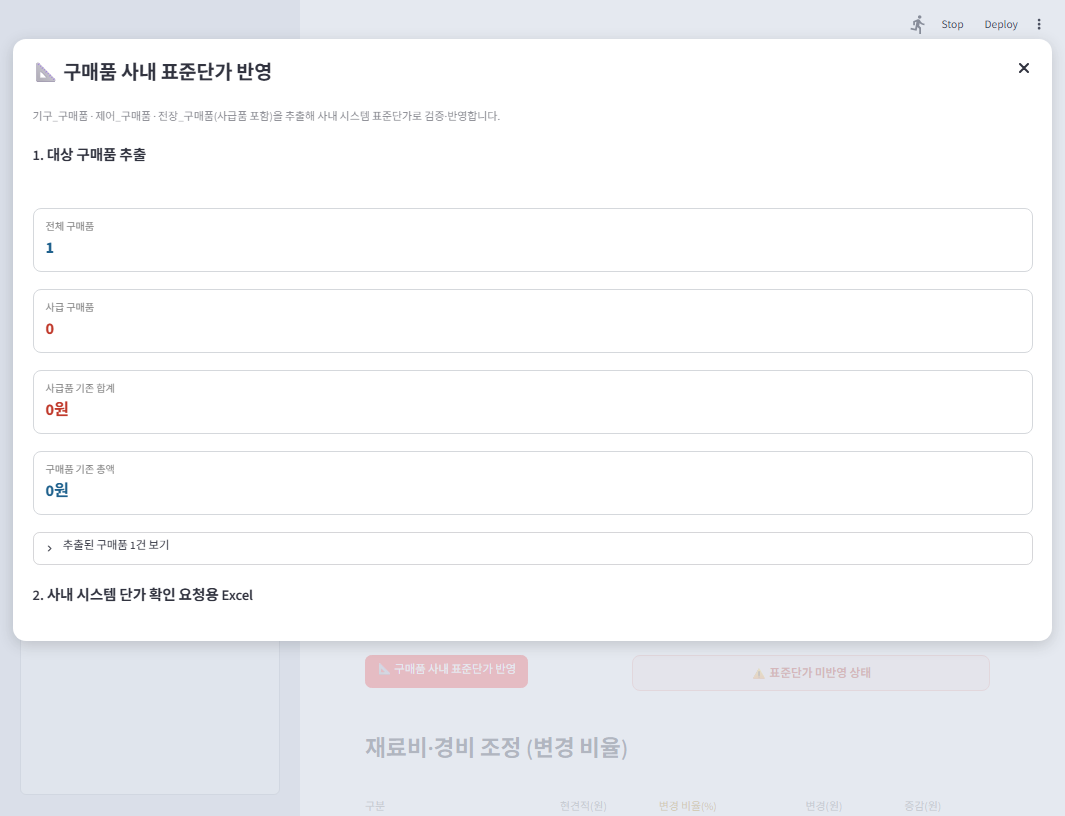 Stop
Deploy
구매품 사내 표준단가 반영
기구_구매품 · 제어_구매품 · 전장_구매품(사급품 포함)을 추출해 사내 시스템 표준단가로 검증·반영합니다.
1. 대상 구매품 추출
전체 구매품
1
사급 구매품
0
사급품 기존 합계
0원
구매품 기존 총액
0원
추출된 구매품 1건 보기
2. 사내 시스템 단가 확인 요청용 Excel
구매품 사내 표준단가 반영
표준단가 미반영 상태
재료비·경비 조정 (변경 비율)
구분
현견적(원)
변경 비율(%)
변경(원)
증감(원)